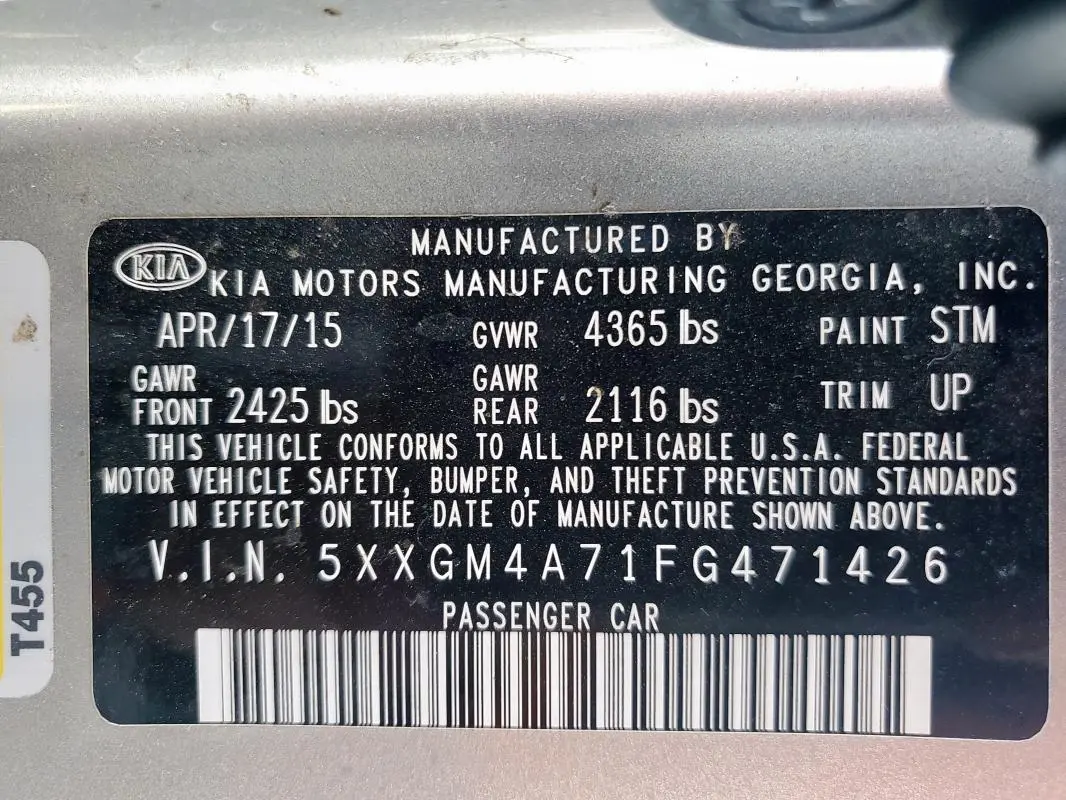 MANUFACTURED BY
KIA KIA MOTORS MANUFACTURING GEORGIA, INC.
APR/17/15 GVWR 4365 lbs PAINT STM
GAWR FRONT 2425 lbs GAWR REAR 2116 lbs TRIM UP
THIS VEHICLE CONFORMS TO ALL APPLICABLE U.S.A. FEDERAL
MOTOR VEHICLE SAFETY, BUMPER, AND THEFT PREVENTION STANDARDS
IN EFFECT ON THE DATE OF MANUFACTURE SHOWN ABOVE.
V.I.N. 5XXGM4A71FG471426
PASSENGER CAR
T455